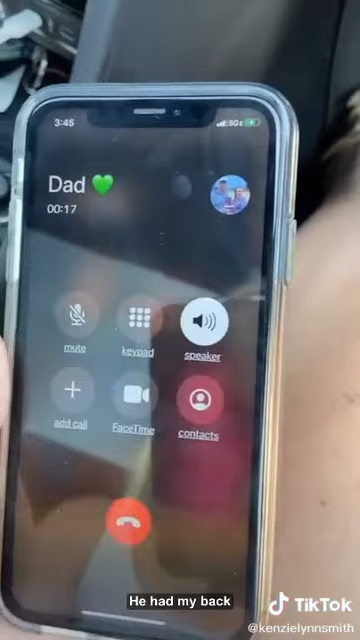 3:45
5G
Dad 💚
00:17
mute
keypad
speaker
add call
FaceTime
contacts
He had my back
TikTok
@kenzielynnsmith